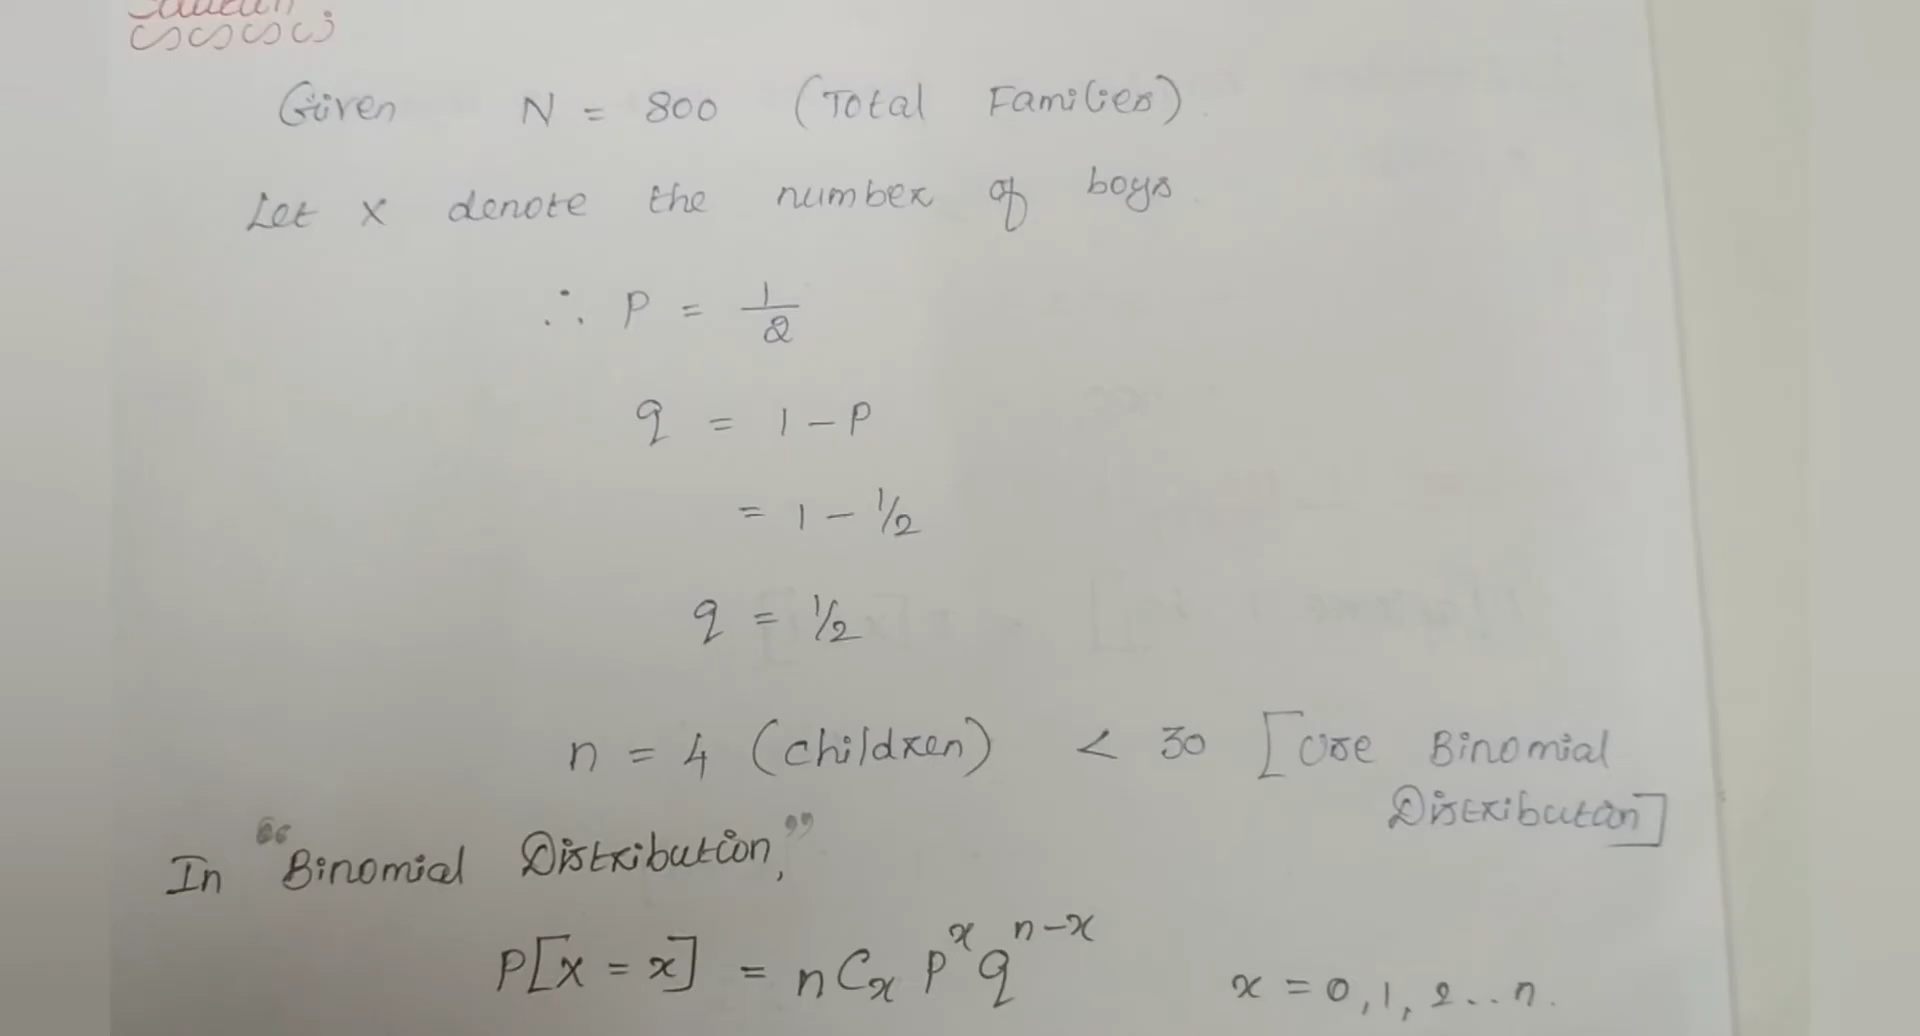 Given N = 800 (Total Families)
Let X denote the number of boys
∴ P = 1/2
q = 1 - P
= 1 - 1/2
q = 1/2
n = 4 (children) < 30 [use Binomial
Distribution]
In "Binomial Distribution,"
P[X = x] = nCx p^x q^n-x x = 0, 1, 2... n.